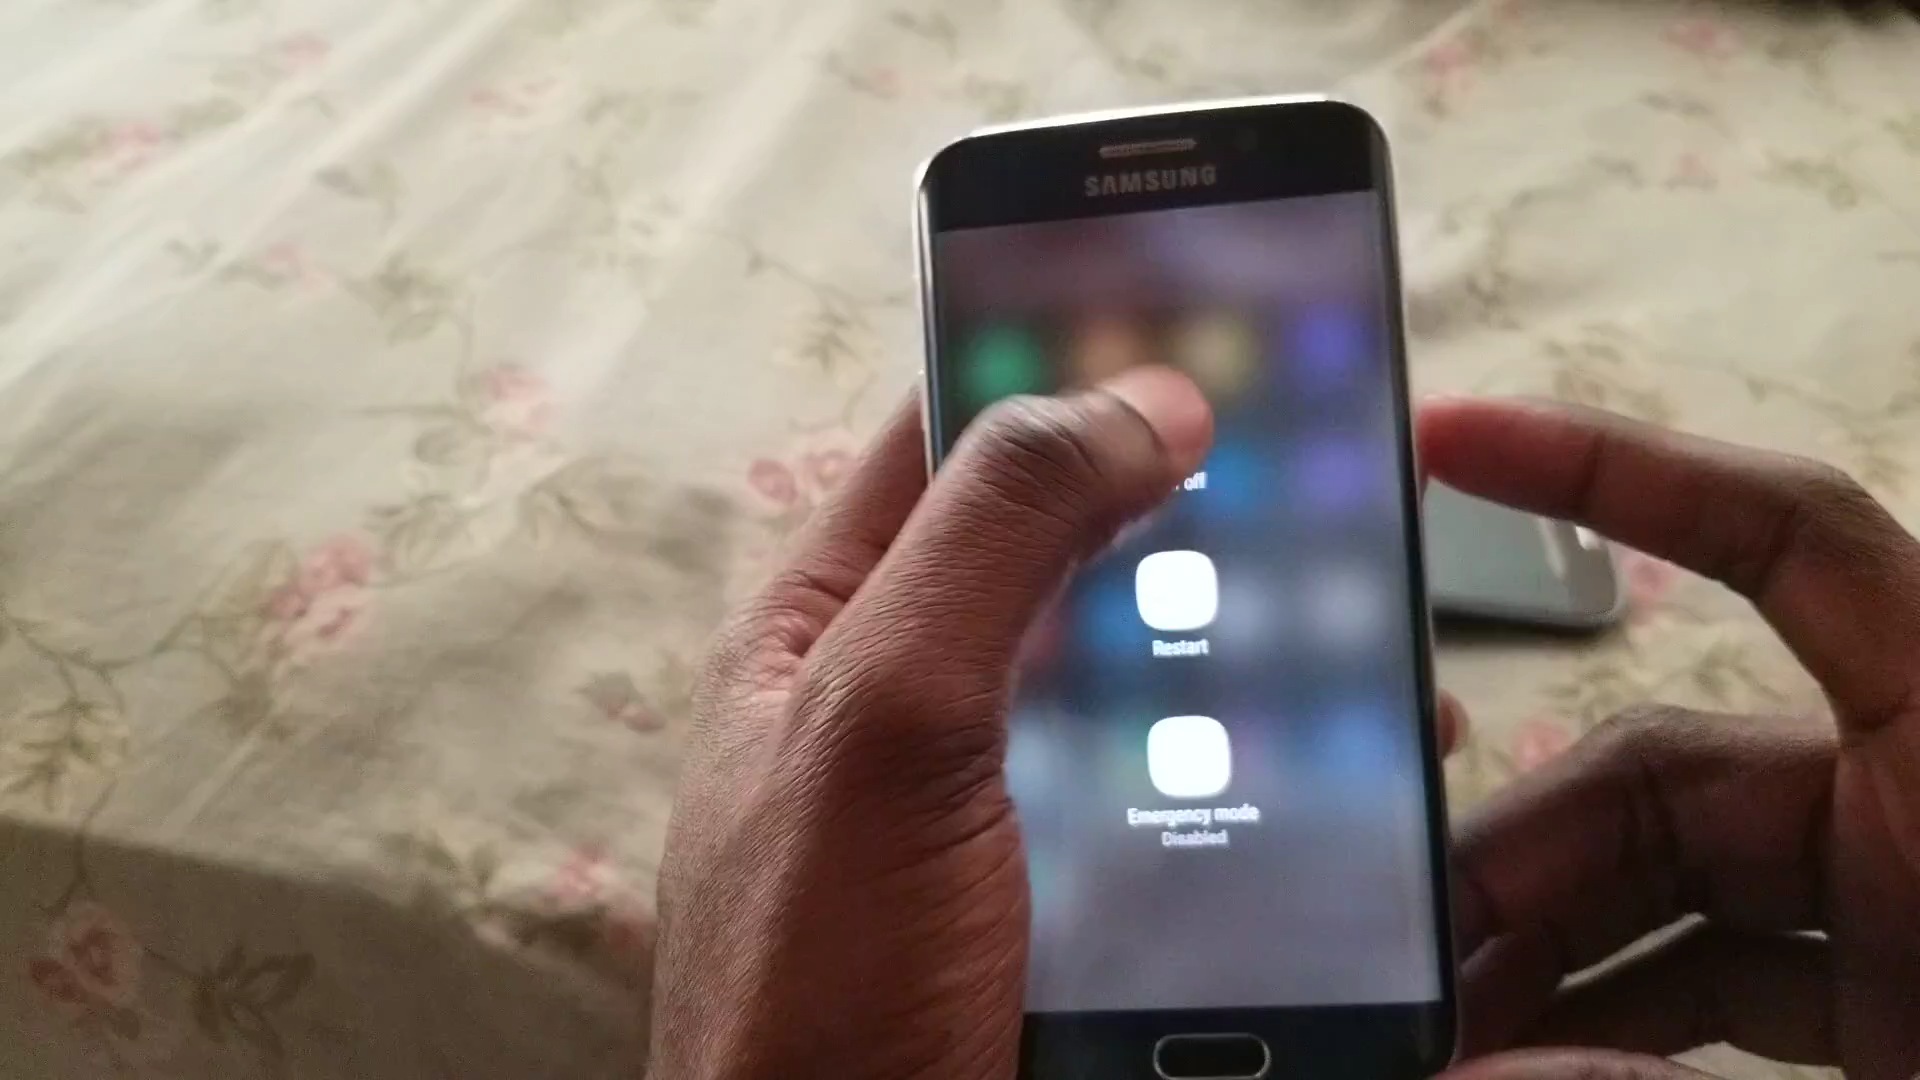 SAMSUNG
off
Restart
Emergency mode
Disabled